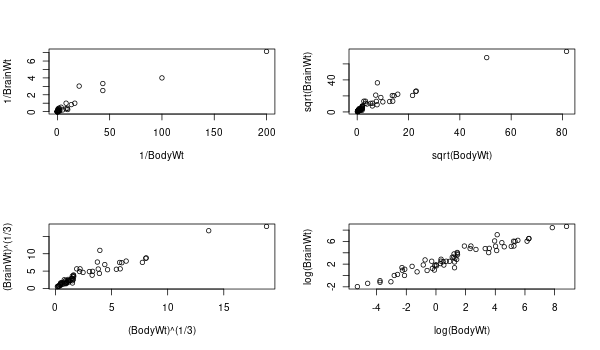 1/BrainWt
0 2 4 6
0 50 100 150 200
1/BodyWt
sqrt(BrainWt)
0 40
0 20 40 60 80
sqrt(BodyWt)
(BrainWt)^(1/3)
0 5 10
0 5 10 15
(BodyWt)^(1/3)
log(BrainWt)
-2 2 6
-4 -2 0 2 4 6 8
log(BodyWt)